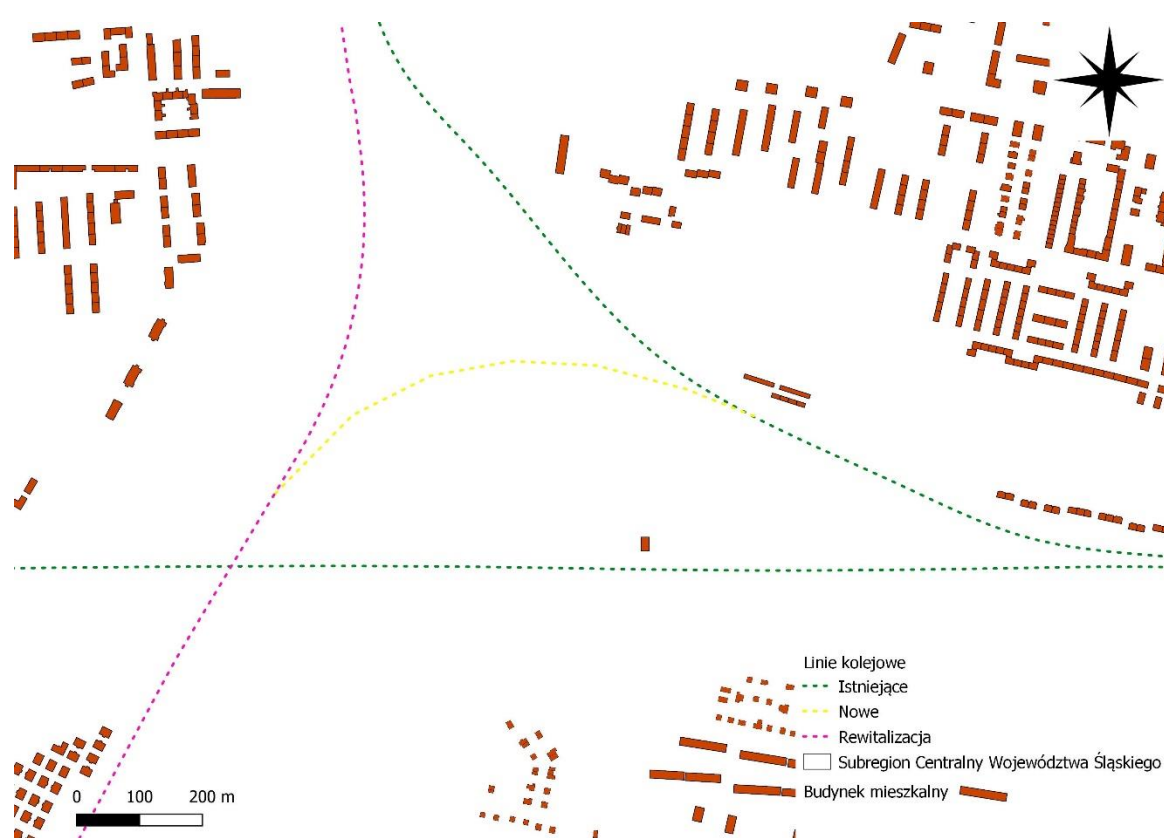 Linie kolejowe
Istniejące
Nowe
Rewitalizacja
Subregion Centralny Województwa Śląskiego
Budynek mieszkalny
0 100 200 m